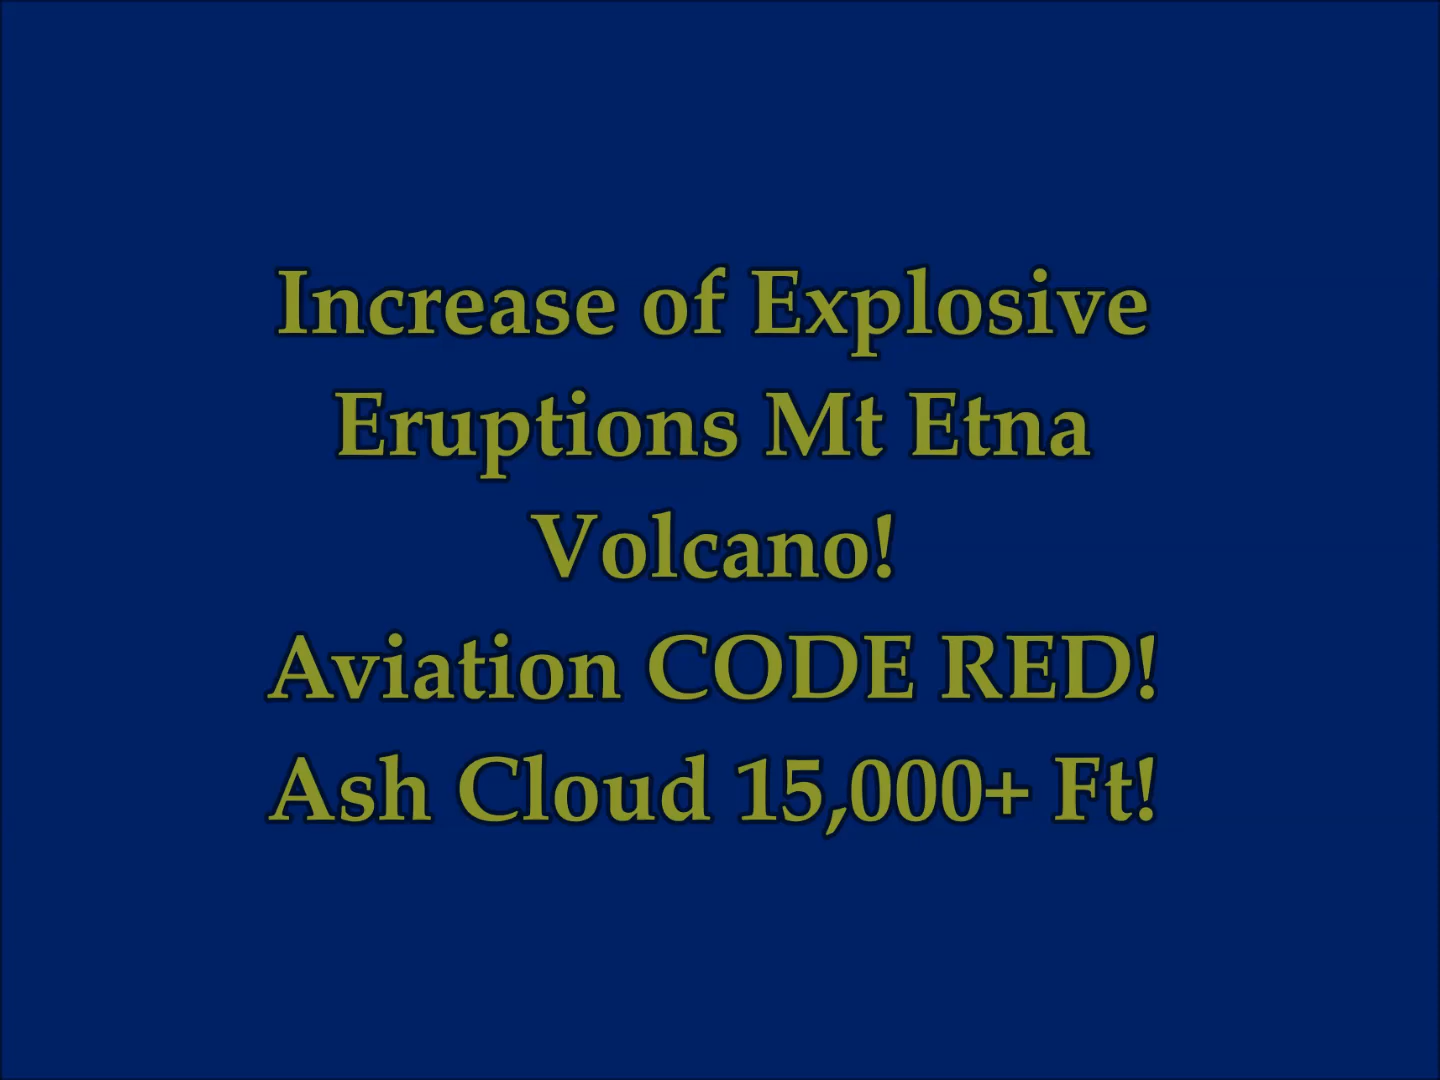 Increase of Explosive
Eruptions Mt Etna
Volcano!
Aviation CODE RED!
Ash Cloud 15,000+ Ft!